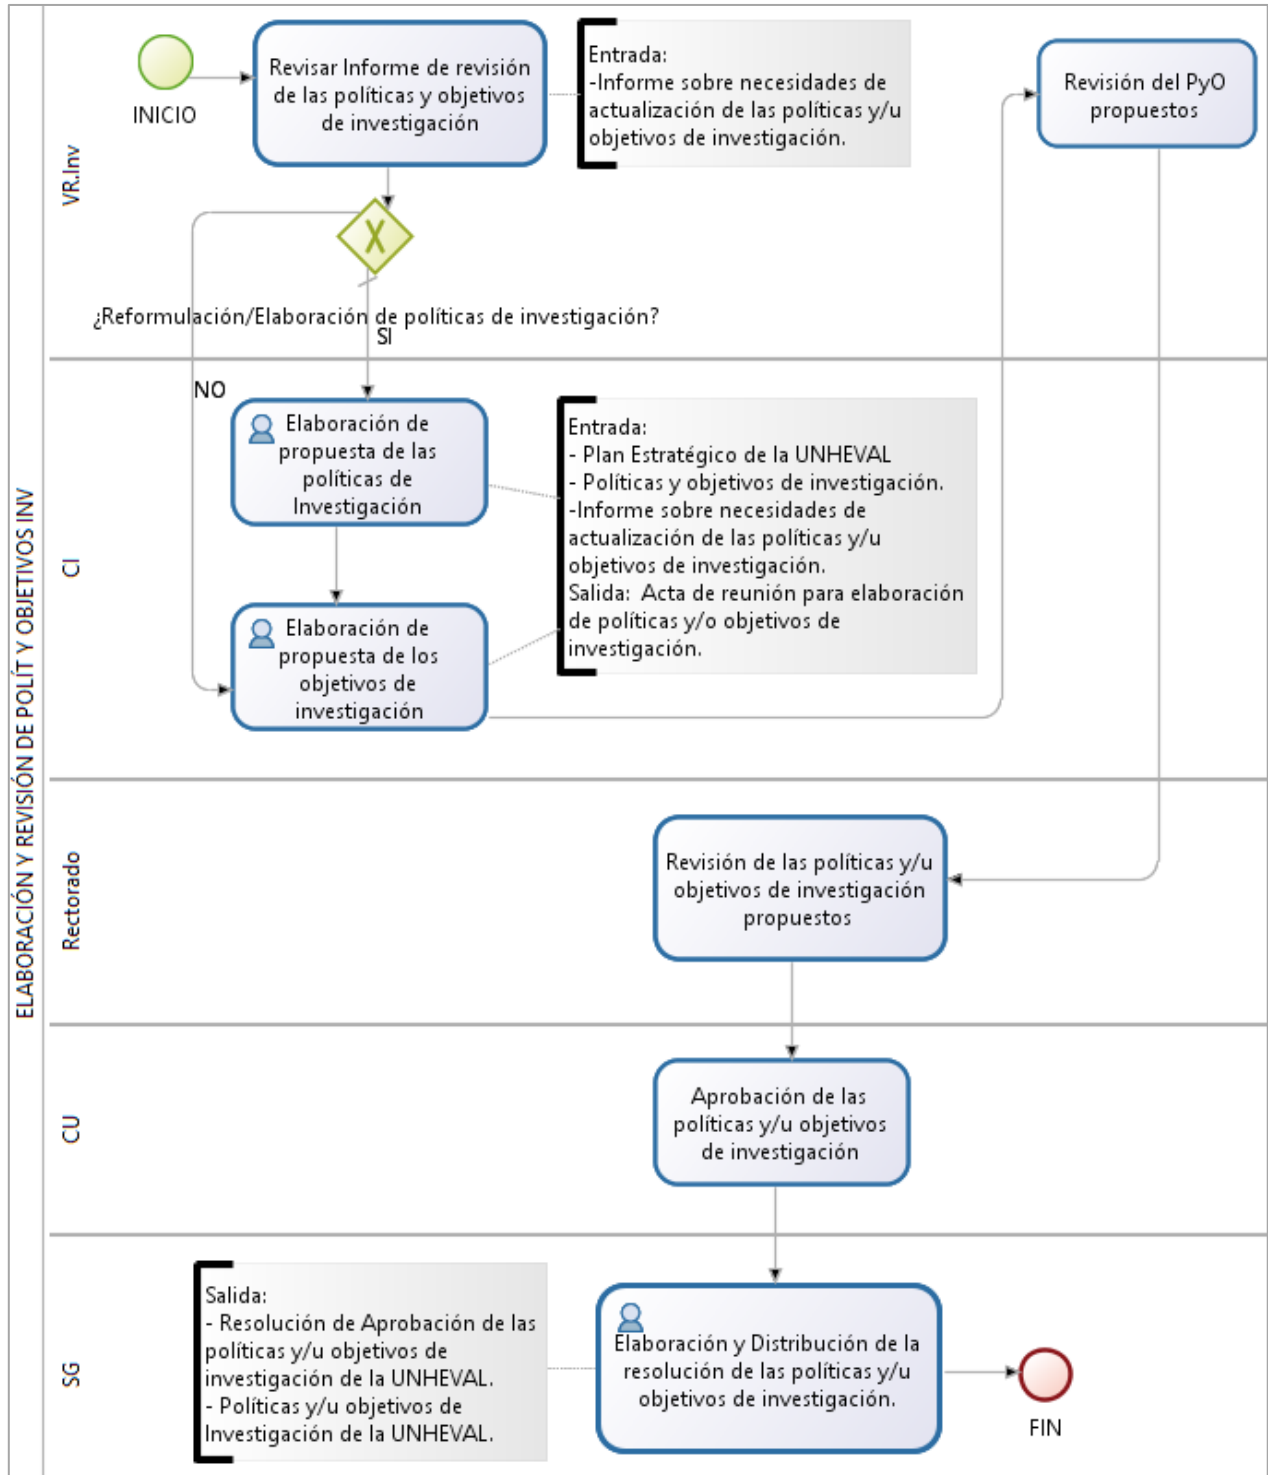 ELABORACIÓN Y REVISIÓN DE POLÍT Y OBJETIVOS INV
VR.Inv
INICIO
Revisar Informe de revisión
de las políticas y objetivos
de investigación
Entrada:
-Informe sobre necesidades de
actualización de las políticas y/u
objetivos de investigación.
Revisión del PyO
propuestos
¿Reformulación/Elaboración de políticas de investigación?
SI
NO
CI
Elaboración de
propuesta de las
políticas de
Investigación
Entrada:
- Plan Estratégico de la UNHEVAL
- Políticas y objetivos de investigación.
-Informe sobre necesidades de
actualización de las políticas y/u
objetivos de investigación.
Salida:  Acta de reunión para elaboración
de políticas y/o objetivos de
investigación.
Elaboración de
propuesta de los
objetivos de
investigación
Rectorado
Revisión de las políticas y/u
objetivos de investigación
propuestos
CU
Aprobación de las
políticas y/u objetivos
de investigación
SG
Salida:
- Resolución de Aprobación de las
políticas y/u objetivos de
investigación de la UNHEVAL.
- Políticas y/u objetivos de
Investigación de la UNHEVAL.
Elaboración y Distribución de la
resolución de las políticas y/u
objetivos de investigación.
FIN